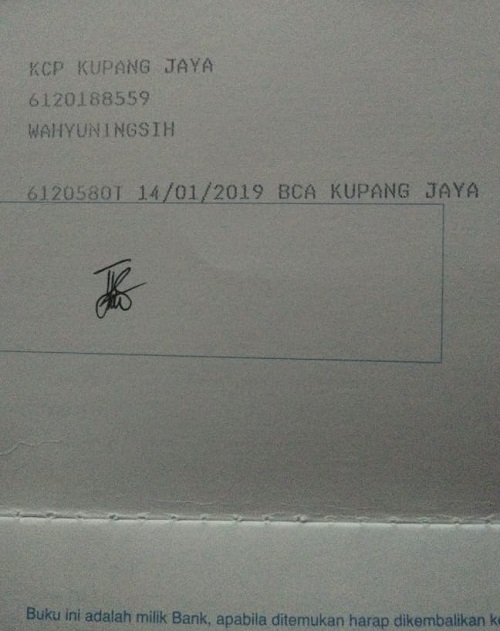 KCP KUPANG JAYA
6120188559
WAHYUNINGSIH
6120580T 14/01/2019 BCA KUPANG JAYA
Buku ini adalah milik Bank, apabila ditemukan harap dikembalikan